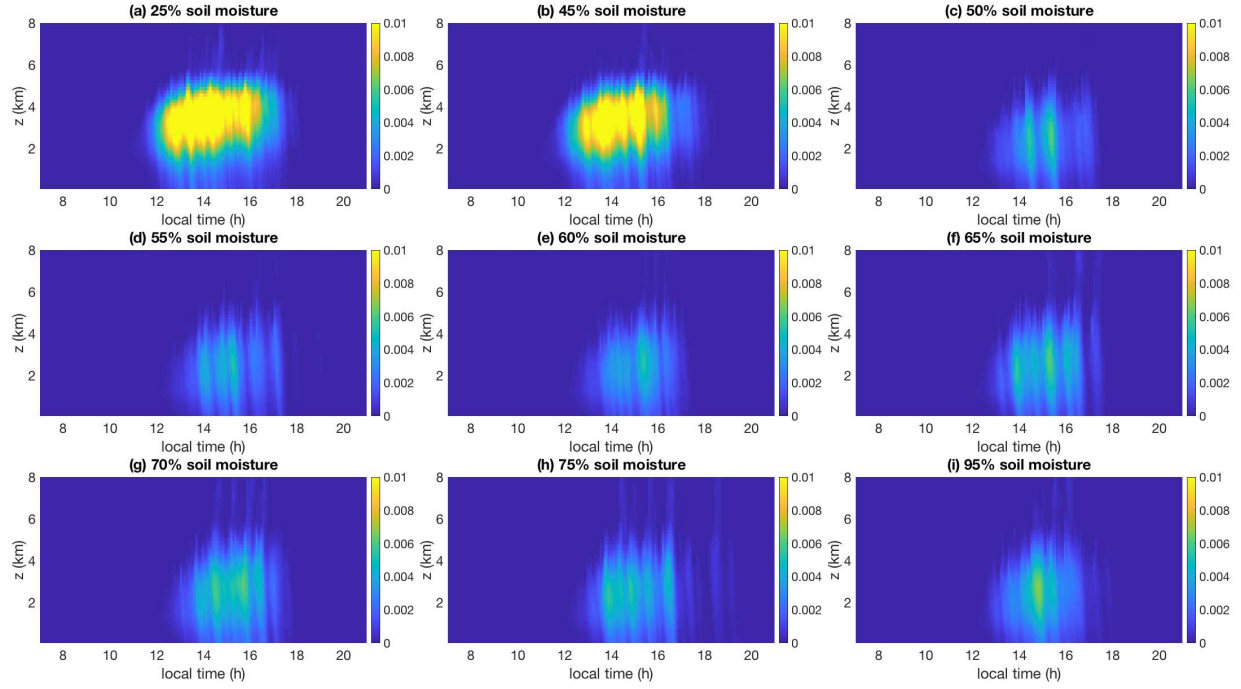 (a) 25% soil moisture
8
6
4
2
z (km)
8 10 12 14 16 18 20
local time (h)
0.01
0.008
0.006
0.004
0.002
0
(b) 45% soil moisture
8
6
4
2
z (km)
8 10 12 14 16 18 20
local time (h)
0.01
0.008
0.006
0.004
0.002
0
(c) 50% soil moisture
8
6
4
2
z (km)
8 10 12 14 16 18 20
local time (h)
0.01
0.008
0.006
0.004
0.002
0
(d) 55% soil moisture
8
6
4
2
z (km)
8 10 12 14 16 18 20
local time (h)
0.01
0.008
0.006
0.004
0.002
0
(e) 60% soil moisture
8
6
4
2
z (km)
8 10 12 14 16 18 20
local time (h)
0.01
0.008
0.006
0.004
0.002
0
(f) 65% soil moisture
8
6
4
2
z (km)
8 10 12 14 16 18 20
local time (h)
0.01
0.008
0.006
0.004
0.002
0
(g) 70% soil moisture
8
6
4
2
z (km)
8 10 12 14 16 18 20
local time (h)
0.01
0.008
0.006
0.004
0.002
0
(h) 75% soil moisture
8
6
4
2
z (km)
8 10 12 14 16 18 20
local time (h)
0.01
0.008
0.006
0.004
0.002
0
(i) 95% soil moisture
8
6
4
2
z (km)
8 10 12 14 16 18 20
local time (h)
0.01
0.008
0.006
0.004
0.002
0